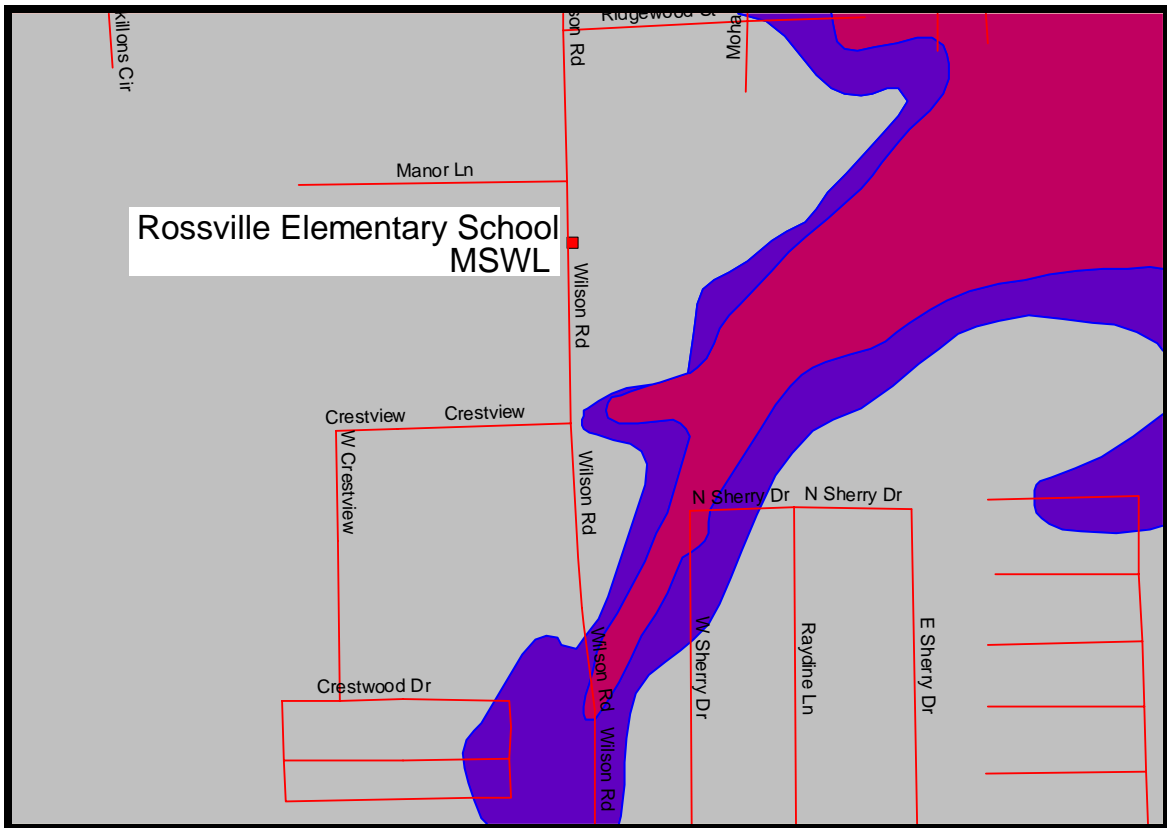 killons Cir
son Rd
Ridgewood St
Moha
Manor Ln
Rossville Elementary School
MSWL
Wilson Rd
Crestview
Crestview
W Crestview
Wilson Rd
N Sherry Dr
N Sherry Dr
Wilson Rd
W Sherry Dr
Raydine Ln
E Sherry Dr
Crestwood Dr
Wilson Rd